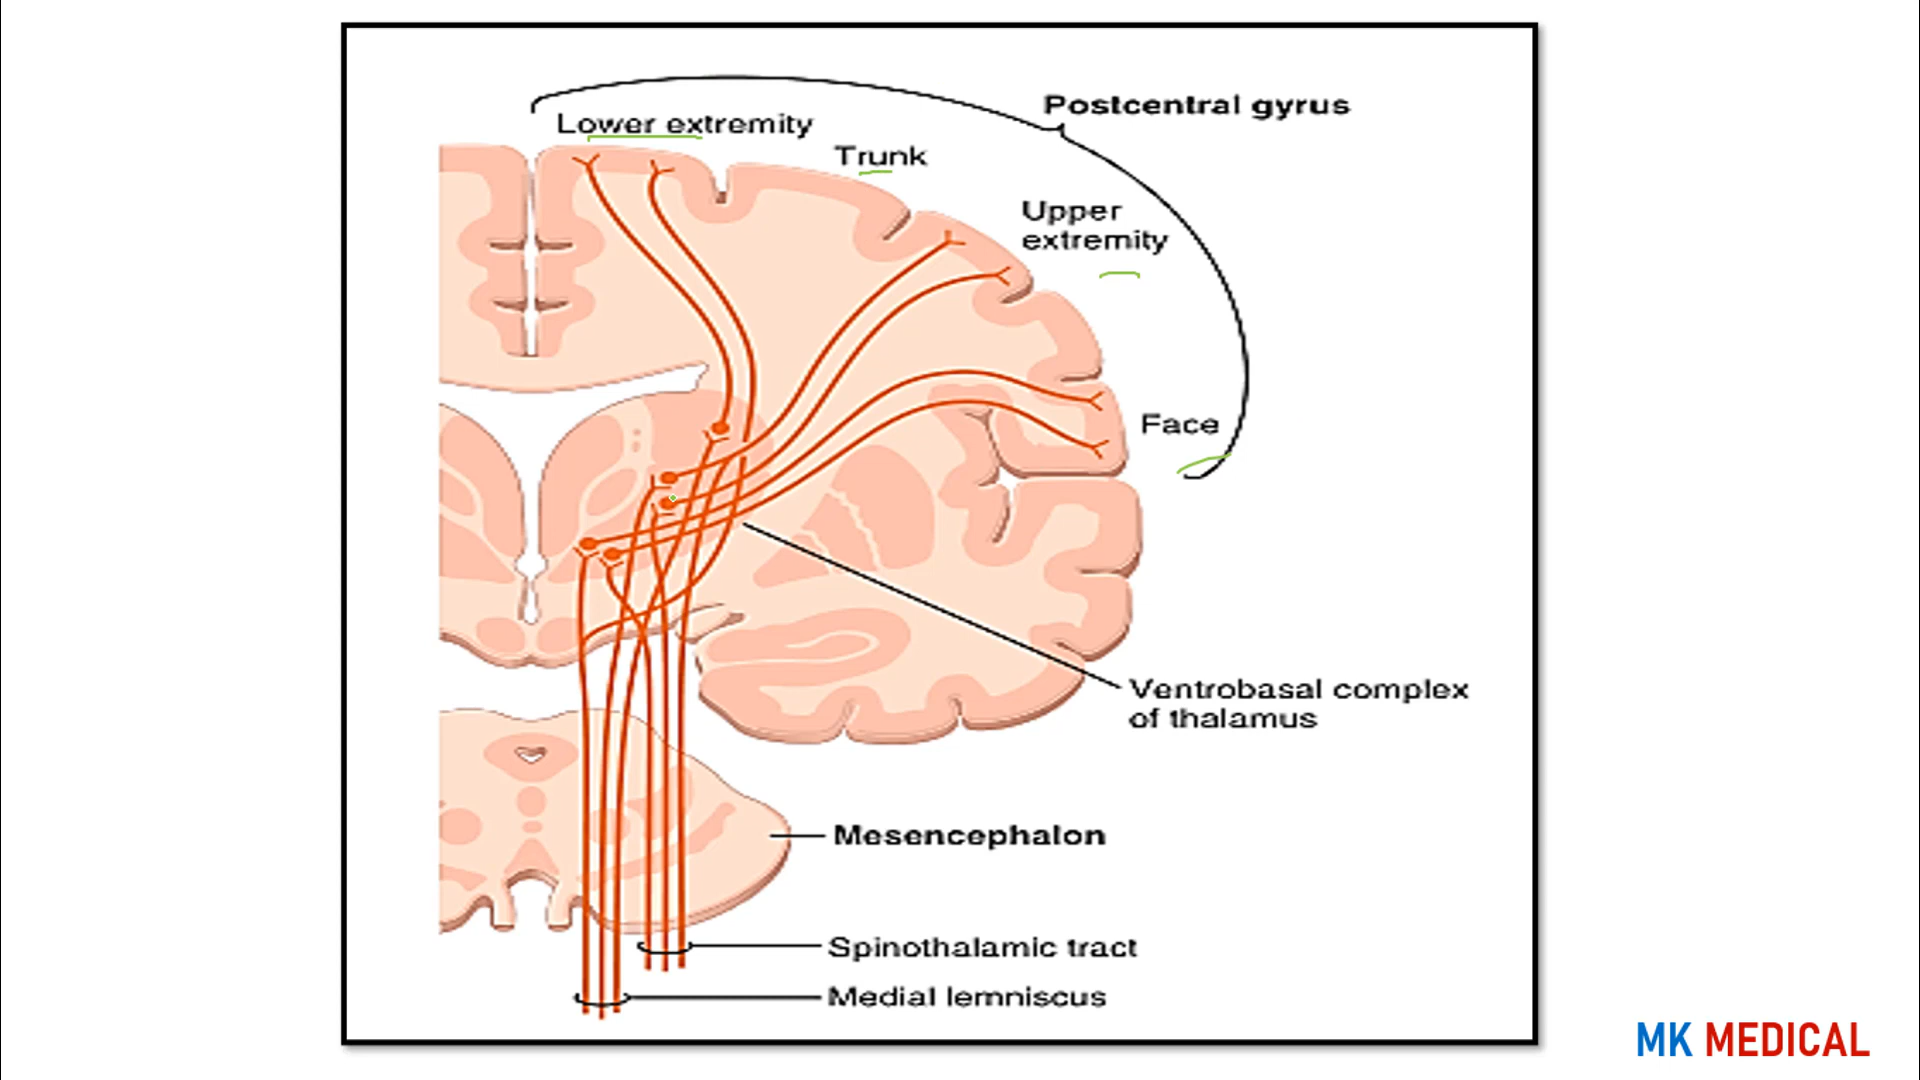 Postcentral gyrus
Lower extremity
Trunk
Upper
extremity
Face
Ventrobasal complex
of thalamus
Mesencephalon
Spinothalamic tract
Medial lemniscus
MK MEDICAL